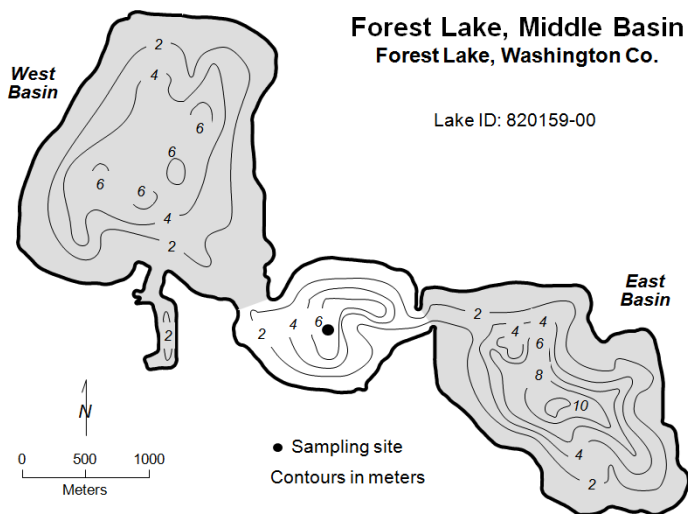 Forest Lake, Middle Basin
Forest Lake, Washington Co.
Lake ID: 820159-00
West
Basin
2
4
6
6
6
6
4
2
2
2
4
6
East
Basin
2
4
4
6
8
10
4
2
N
Sampling site
Contours in meters
0 500 1000
Meters